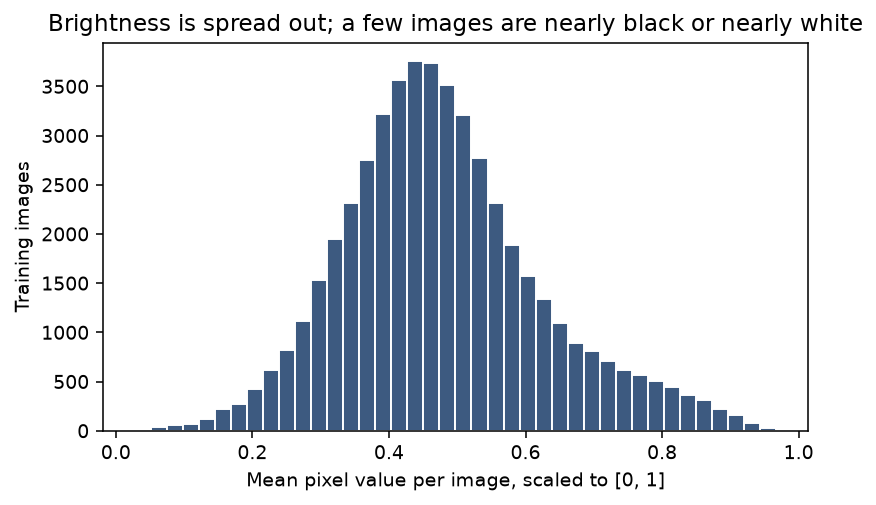 Brightness is spread out; a few images are nearly black or nearly white
Training images
3500
3000
2500
2000
1500
1000
500
0
0.0 0.2 0.4 0.6 0.8 1.0
Mean pixel value per image, scaled to [0, 1]